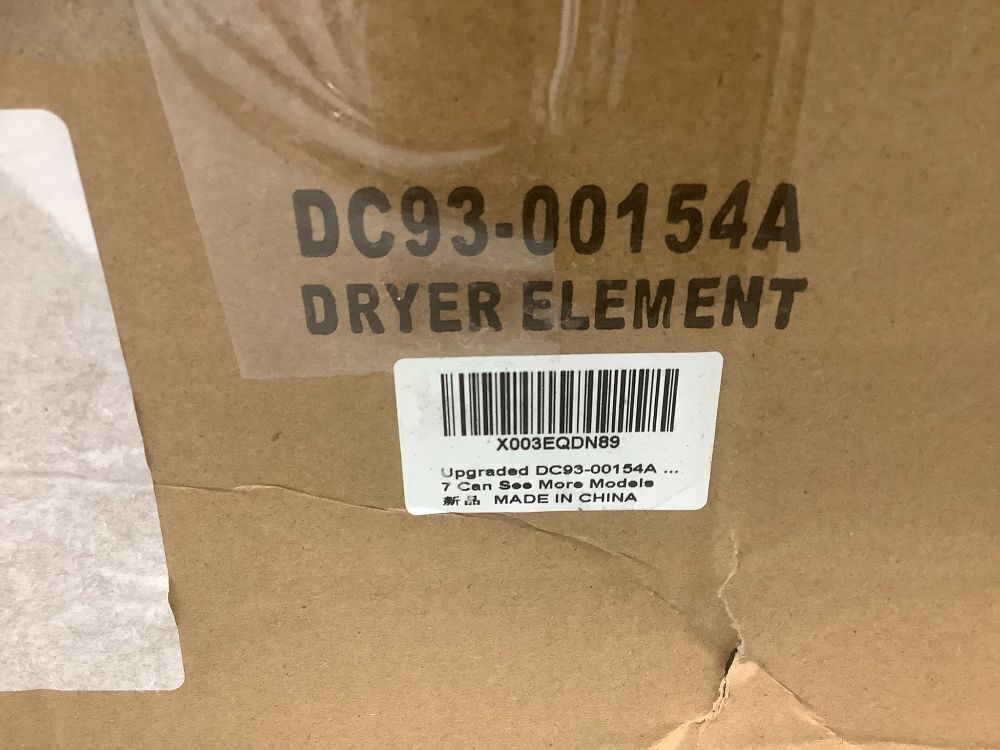 DC93-00154A
DRYER ELEMENT
X003EQDN89
Upgraded DC93-00154A ...
7 Can See More Models
新品 MADE IN CHINA